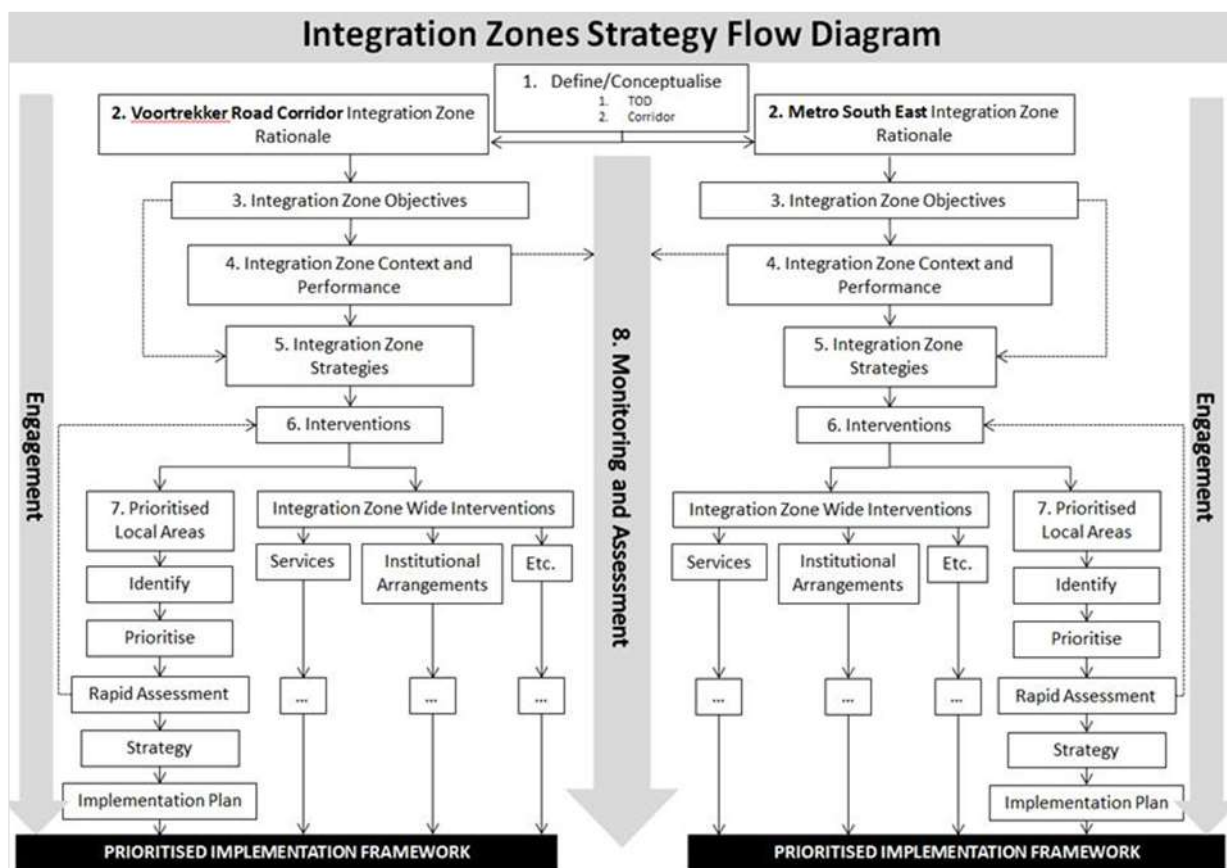 Integration Zones Strategy Flow Diagram
1. Define/Conceptualise
1. TOD
2. Corridor
2. Voortrekker Road Corridor Integration Zone
Rationale
3. Integration Zone Objectives
4. Integration Zone Context and
Performance
5. Integration Zone
Strategies
6. Interventions
7. Prioritised
Local Areas
Identify
Prioritise
Rapid Assessment
Strategy
Implementation Plan
Integration Zone Wide Interventions
Services
Institutional
Arrangements
Etc.
...
...
...
PRIORITISED IMPLEMENTATION FRAMEWORK
Engagement
8. Monitoring and Assessment
2. Metro South East Integration Zone
Rationale
3. Integration Zone Objectives
4. Integration Zone Context and
Performance
5. Integration Zone
Strategies
6. Interventions
Integration Zone Wide Interventions
Services
Institutional
Arrangements
Etc.
...
...
...
7. Prioritised
Local Areas
Identify
Prioritise
Rapid Assessment
Strategy
Implementation Plan
PRIORITISED IMPLEMENTATION FRAMEWORK
Engagement